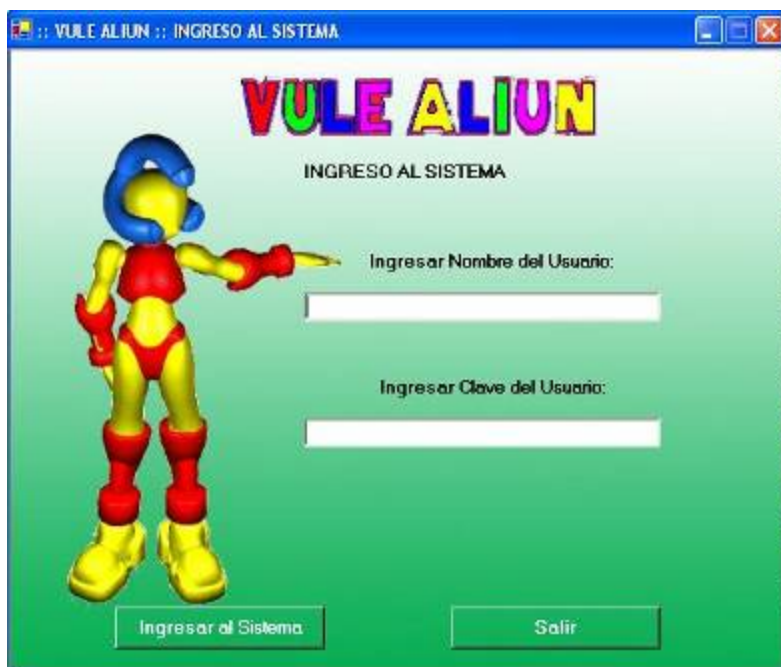 :: VULE ALIUN :: INGRESO AL SISTEMA
VULE ALIUN
INGRESO AL SISTEMA
Ingresar Nombre del Usuario:
Ingresar Clave del Usuario:
Ingresar al Sistema
Salir